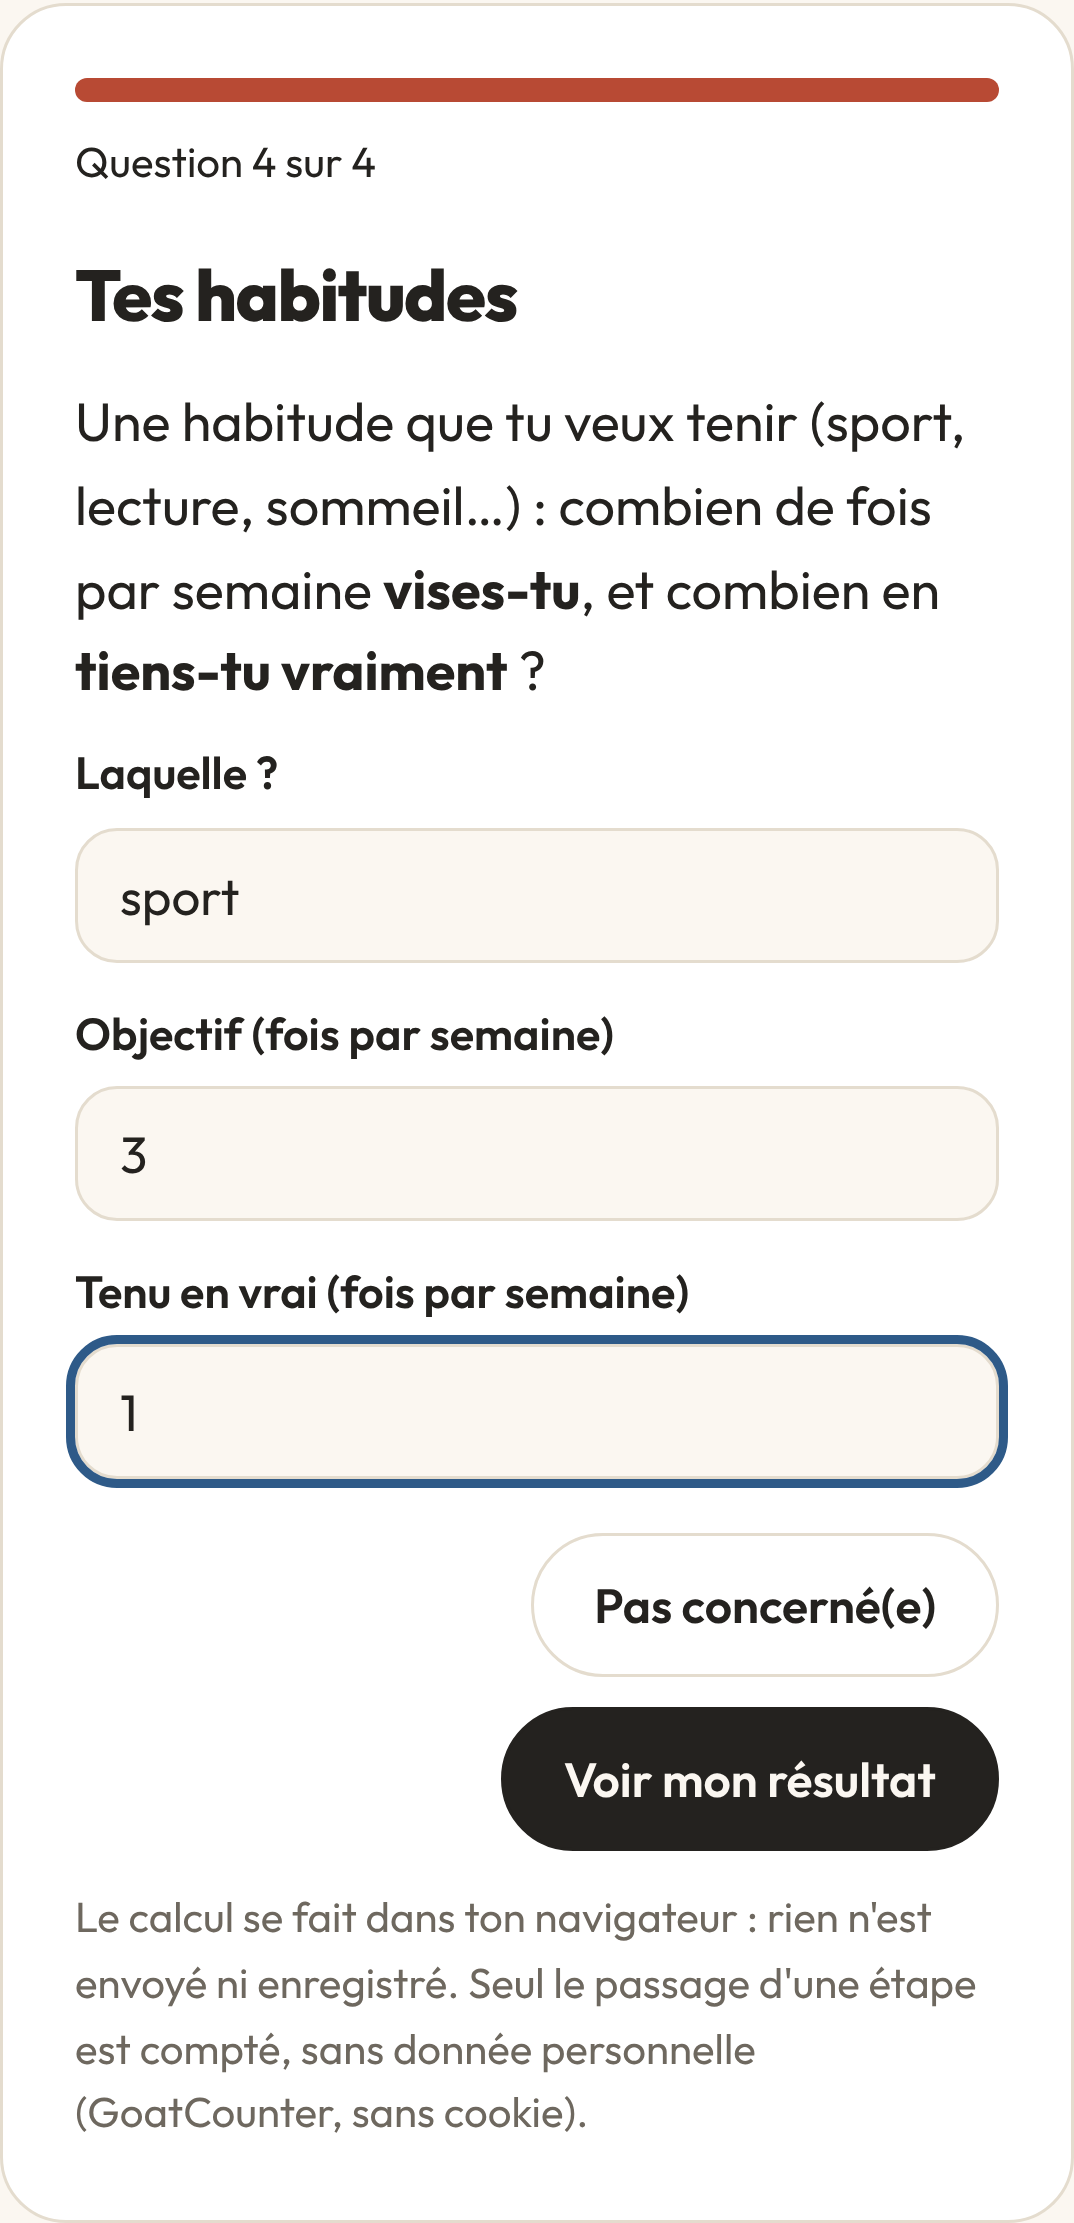 Question 4 sur 4
Tes habitudes
Une habitude que tu veux tenir (sport,
lecture, sommeil…) : combien de fois
par semaine vises-tu, et combien en
tiens-tu vraiment ?
Laquelle ?
sport
Objectif (fois par semaine)
3
Tenu en vrai (fois par semaine)
1
Pas concerné(e)
Voir mon résultat
Le calcul se fait dans ton navigateur : rien n'est
envoyé ni enregistré. Seul le passage d'une étape
est compté, sans donnée personnelle
(GoatCounter, sans cookie).